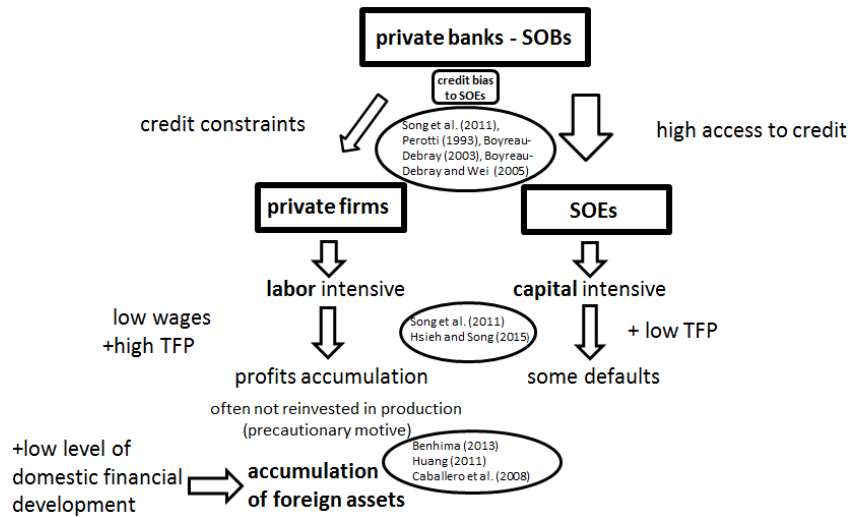 private banks - SOBs
credit bias
to SOEs
credit constraints
Song et al. (2011),
Perotti (1993), Boyreau-
Debray (2003), Boyreau-
Debray and Wei (2005)
high access to credit
private firms
SOEs
labor intensive
capital intensive
low wages
+high TFP
Song et al. (2011)
Hsieh and Song (2015)
+ low TFP
profits accumulation
some defaults
often not reinvested in production
(precautionary motive)
+low level of
domestic financial
development
accumulation
of foreign assets
Benhima (2013)
Huang (2011)
Caballero et al. (2008)